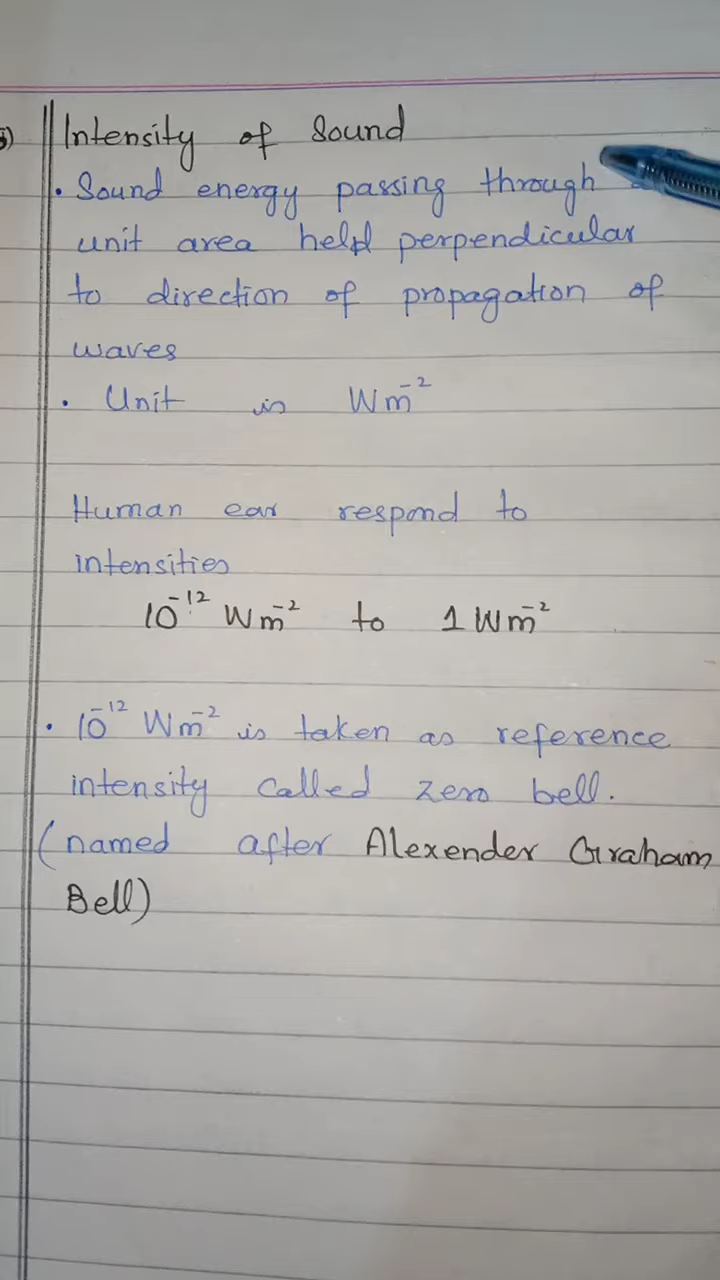 5) Intensity of Sound
• Sound energy passing through
unit area held perpendicular
to direction of propagation of
waves
• Unit is Wm⁻²
Human ear respond to
intensities
10⁻¹² Wm⁻² to 1 Wm⁻²
• 10⁻¹² Wm⁻² is taken as reference
intensity called zero bell.
(named after Alexender Graham
Bell)